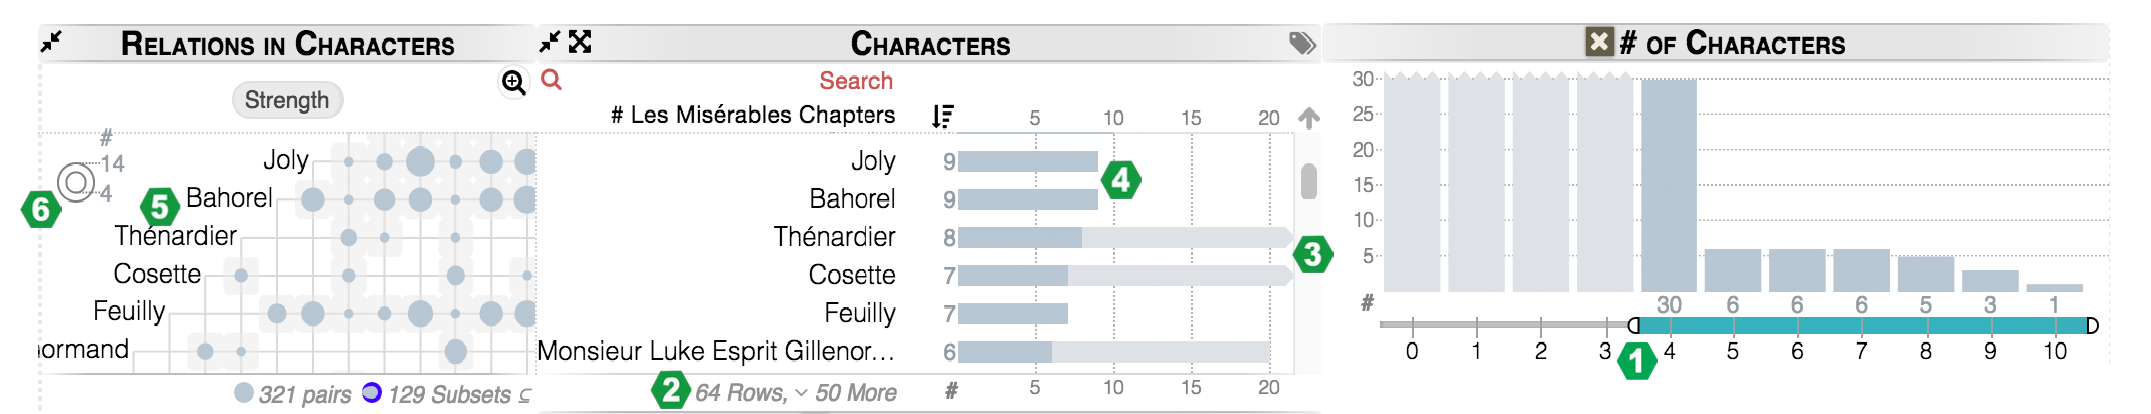 Relations in Characters
Strength
#
14
4
6
5
Joly
Bahorel
Thénardier
Cosette
Feuilly
ormand
321 pairs 129 Subsets ⊆
Characters
Search
# Les Misérables Chapters 5 10 15 20
Joly 9
4
Bahorel 9
Thénardier 8
3
Cosette 7
Feuilly 7
Monsieur Luke Esprit Gillenor... 6
2 64 Rows, 50 More # 5 10 15 20
# of Characters
30
25
20
15
10
5
# 30 6 6 6 5 3 1
0 1 2 3 4 5 6 7 8 9 10
1